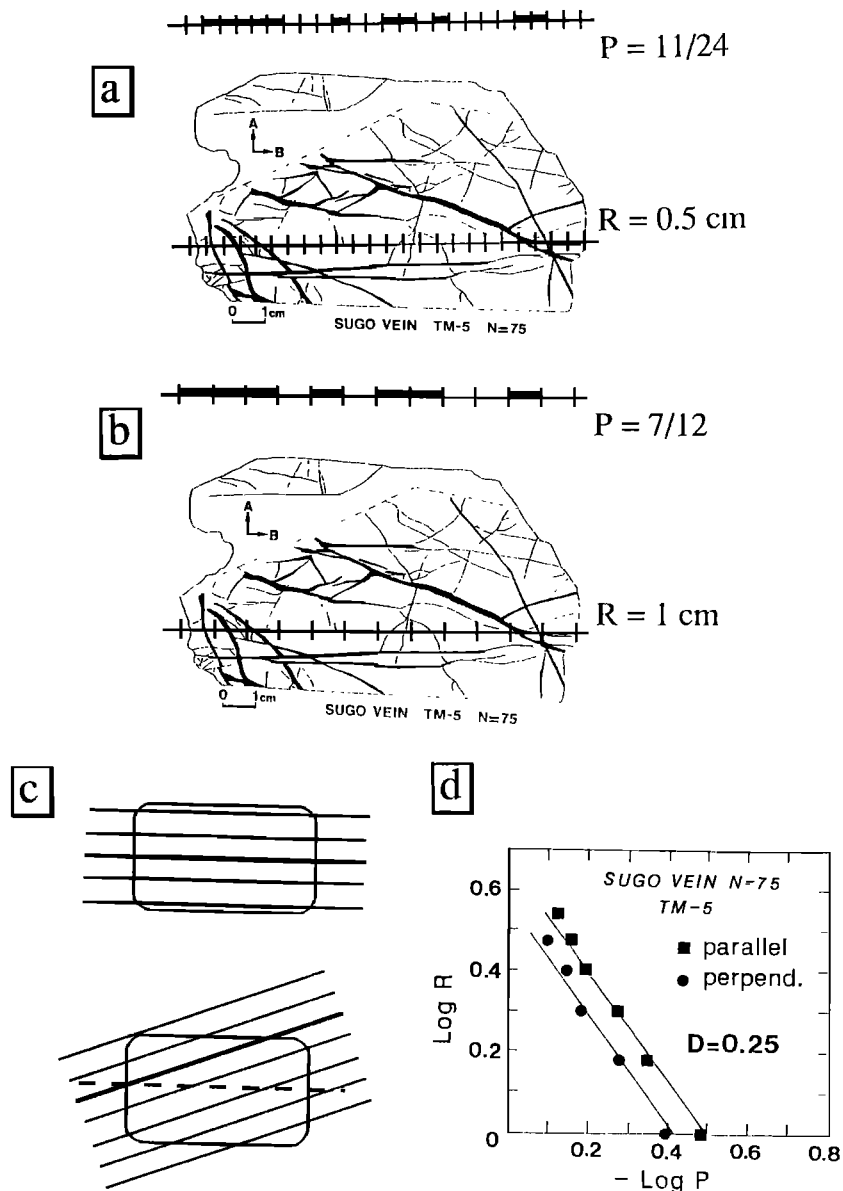 P = 11/24
a
A
B
R = 0.5 cm
0 1cm
SUGO VEIN TM-5 N=75
P = 7/12
b
A
B
R = 1 cm
0 1cm
SUGO VEIN TM-5 N=75
c
d
SUGO VEIN N=75
TM-5
■ parallel
● perpend.
D=0.25
0.6
0.4
0.2
0
Log R
0.2 0.4 0.6 0.8
– Log P